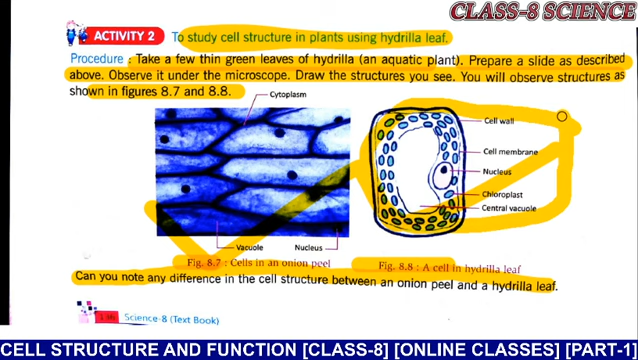 CLASS-8 SCIENCE
ACTIVITY 2
To study cell structure in plants using hydrilla leaf.
Procedure : Take a few thin green leaves of hydrilla (an aquatic plant). Prepare a slide as described
above. Observe it under the microscope. Draw the structures you see. You will observe structures as
shown in figures 8.7 and 8.8.
Cytoplasm
Cell wall
Cell membrane
Nucleus
Chloroplast
Central vacuole
Vacuole
Nucleus
Fig. 8.7 : Cells in an onion peel
Fig. 8.8 : A cell in hydrilla leaf
Can you note any difference in the cell structure between an onion peel and a hydrilla leaf.
Science-8 (Text Book)
CELL STRUCTURE AND FUNCTION [CLASS-8] [ONLINE CLASSES] [PART-1]